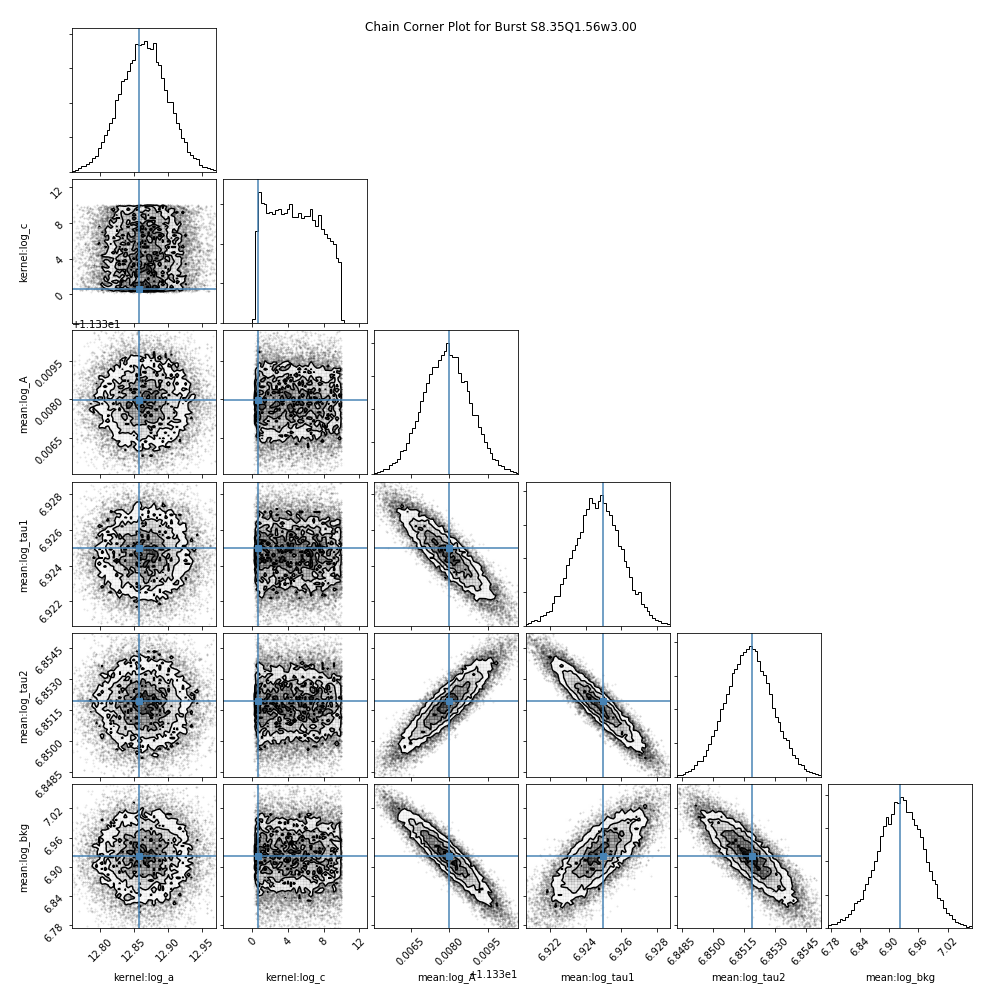 Chain Corner Plot for Burst S8.35Q1.56w3.00
kernel:log_c
12
8
4
0
+1.133e1
mean:log_A
0.0095
0.0080
0.0065
mean:log_tau1
6.928
6.926
6.924
6.922
mean:log_tau2
6.8545
6.8530
6.8515
6.8500
6.8485
mean:log_bkg
7.02
6.96
6.90
6.84
6.78
12.80 12.85 12.90 12.95 0 4 8 12 0.0065 0.0080 0.0095 6.922 6.924 6.926 6.928 6.8485 6.8500 6.8515 6.8530 6.8545 6.78 6.84 6.90 6.96 7.02
kernel:log_a kernel:log_c mean:log_A +1.133e1 mean:log_tau1 mean:log_tau2 mean:log_bkg